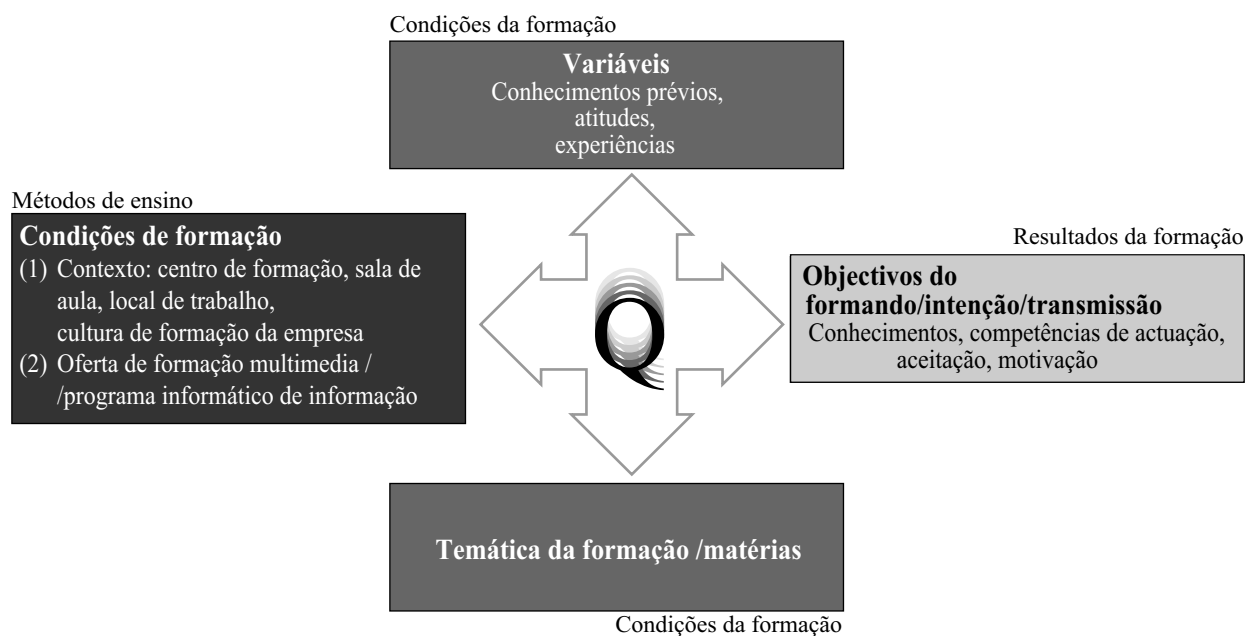 Condições da formação
Variáveis
Conhecimentos prévios,
atitudes,
experiências
Métodos de ensino
Condições de formação
(1) Contexto: centro de formação, sala de
aula, local de trabalho,
cultura de formação da empresa
(2) Oferta de formação multimedia /
/programa informático de informação
Q
Resultados da formação
Objectivos do
formando/intenção/transmissão
Conhecimentos, competências de actuação,
aceitação, motivação
Temática da formação /matérias
Condições da formação